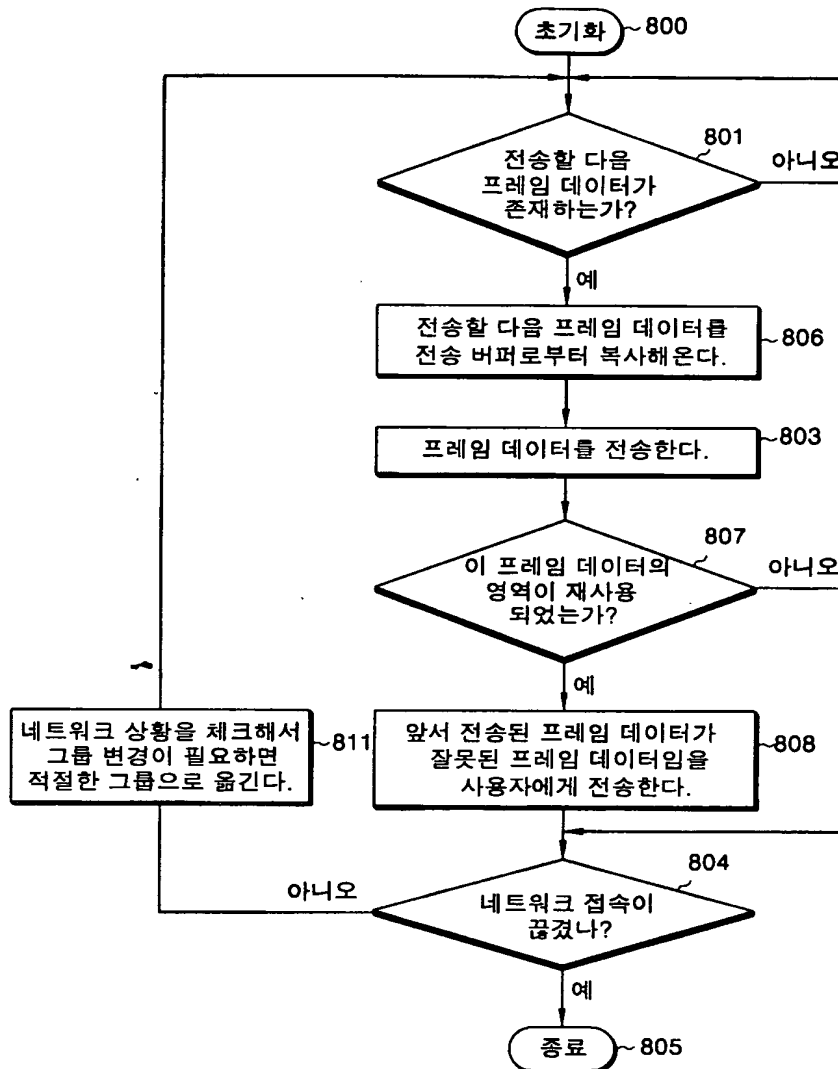 초기화
800
801
전송할 다음
프레임 데이터가
존재하는가?
아니오
예
전송할 다음 프레임 데이터를
전송 버퍼로부터 복사해온다.
806
프레임 데이터를 전송한다.
803
807
이 프레임 데이터의
영역이 재사용
되었는가?
아니오
예
네트워크 상황을 체크해서
그룹 변경이 필요하면
적절한 그룹으로 옮긴다.
811
앞서 전송된 프레임 데이터가
잘못된 프레임 데이터임을
사용자에게 전송한다.
808
804
아니오
네트워크 접속이
끊겼나?
예
종료
805